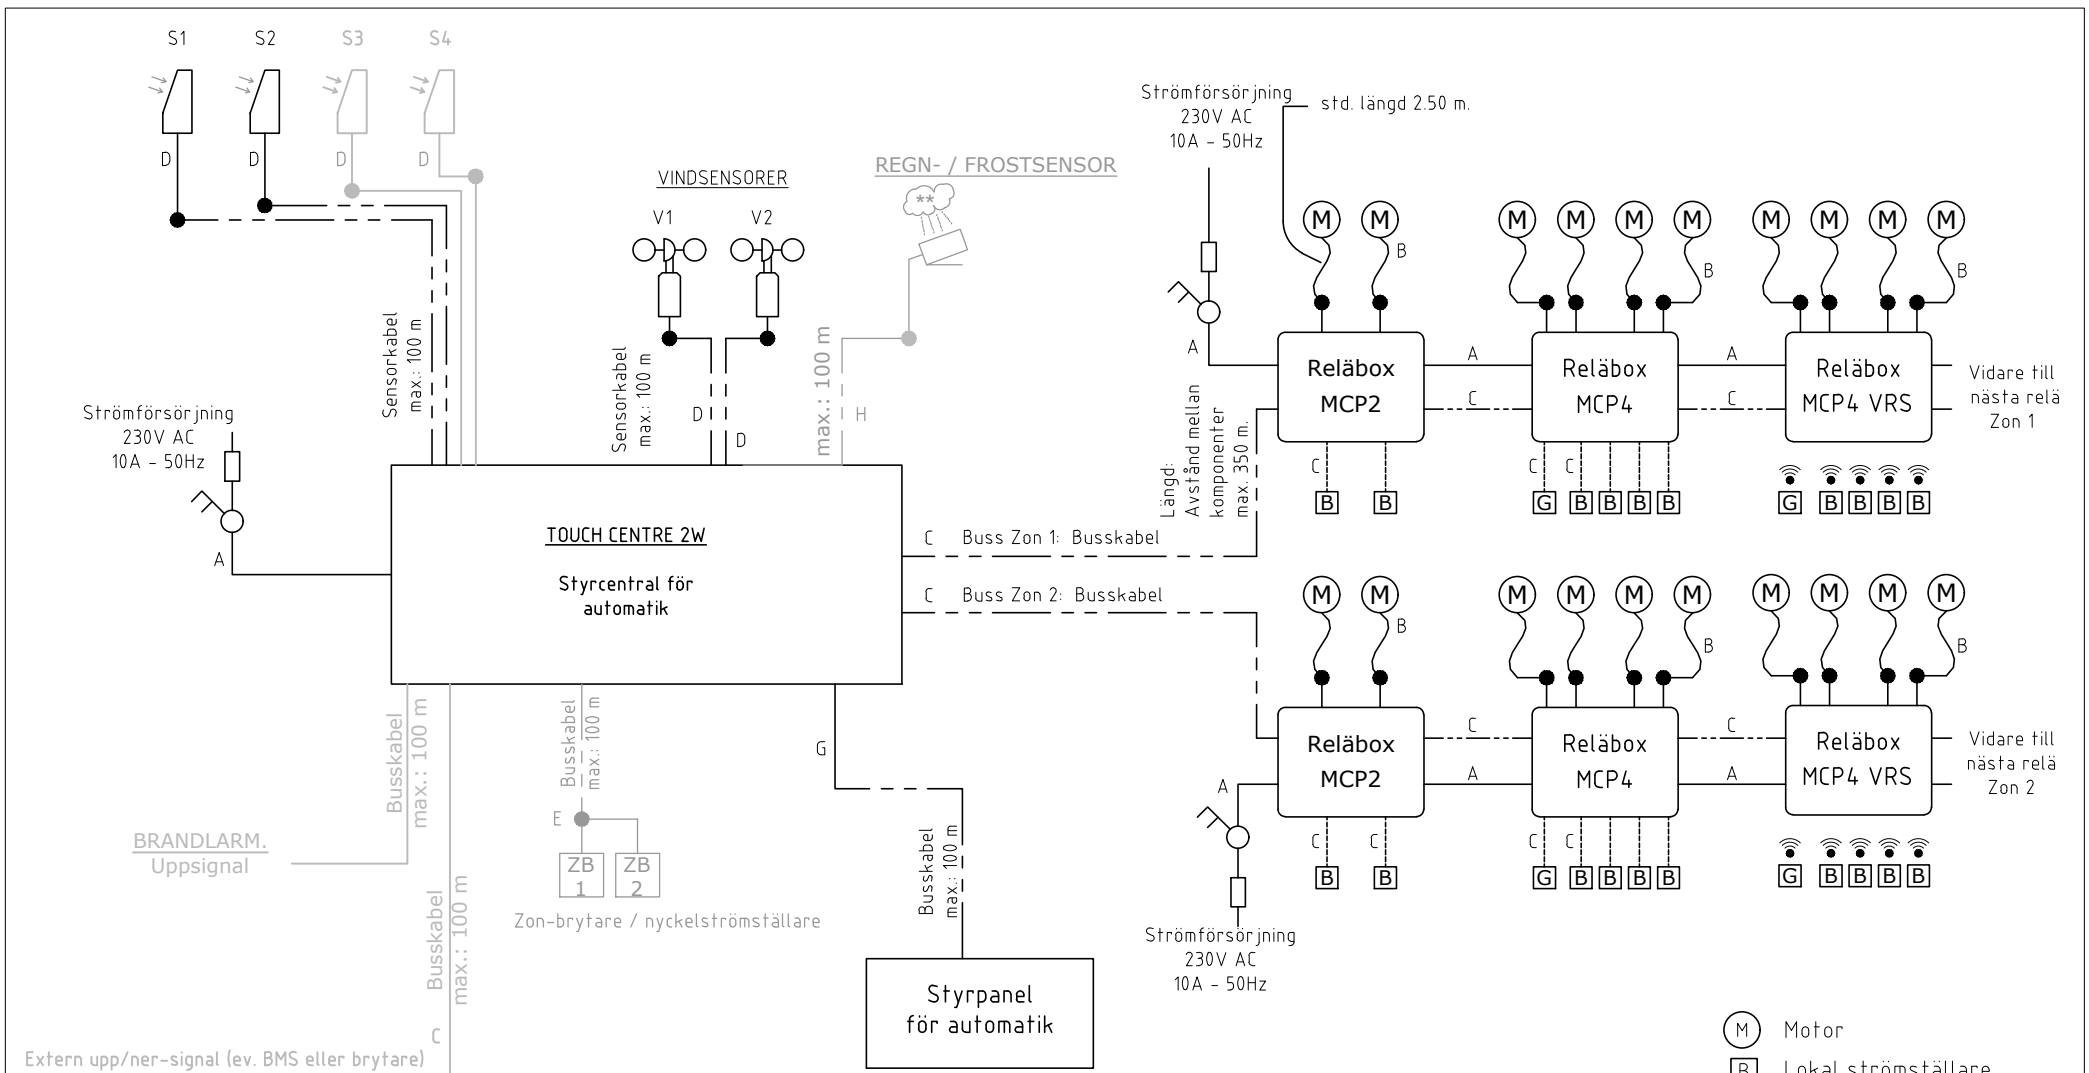 S1 S2 S3 S4
D D D D
VINDSENSORER
V1 V2
REGN- / FROSTSENSOR
**
Sensorkabel
max.: 100 m
Sensorkabel
max.: 100 m
D
D
max.: 100 m
H
Strömförsörjning
230V AC
10A - 50Hz
A
TOUCH CENTRE 2W
Styrcentral för
automatik
Strömförsörjning
230V AC
10A - 50Hz
std. längd 2.50 m.
A
M M M M M M M M M M
B B B
Reläbox
MCP2
A
C
Reläbox
MCP4
A
C
Reläbox
MCP4 VRS
Vidare till
nästa relä
Zon 1
Längd:
Avstånd mellan
komponenter
max. 350 m.
C C C
B B G B B B B G B B B B
C Buss Zon 1: Busskabel
C Buss Zon 2: Busskabel
M M M M M M M M M M
B B B
Reläbox
MCP2
C
A
Reläbox
MCP4
C
A
Reläbox
MCP4 VRS
Vidare till
nästa relä
Zon 2
A
C C C C
B B G B B B B G B B B B
Strömförsörjning
230V AC
10A - 50Hz
Busskabel
max.: 100 m
BRANDLARM.
Uppsignal
Busskabel
max.: 100 m
C
Extern upp/ner-signal (ev. BMS eller brytare)
Busskabel
max.: 100 m
E
ZB
1
ZB
2
Zon-brytare / nyckelströmställare
G
Busskabel
max.: 100 m
Styrpanel
för automatik
M Motor
B Lokal strömställare